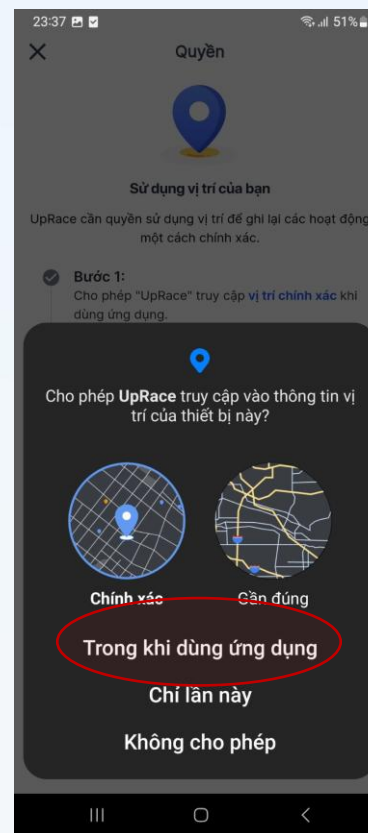 23:37 51%
Quyền
Sử dụng vị trí của bạn
UpRace cần quyền sử dụng vị trí để ghi lại các hoạt động
một cách chính xác.
Bước 1:
Cho phép "UpRace" truy cập vị trí chính xác khi
dùng ứng dụng.
Cho phép UpRace truy cập vào thông tin vị
trí của thiết bị này?
Chính xác Gần đúng
Trong khi dùng ứng dụng
Chỉ lần này
Không cho phép